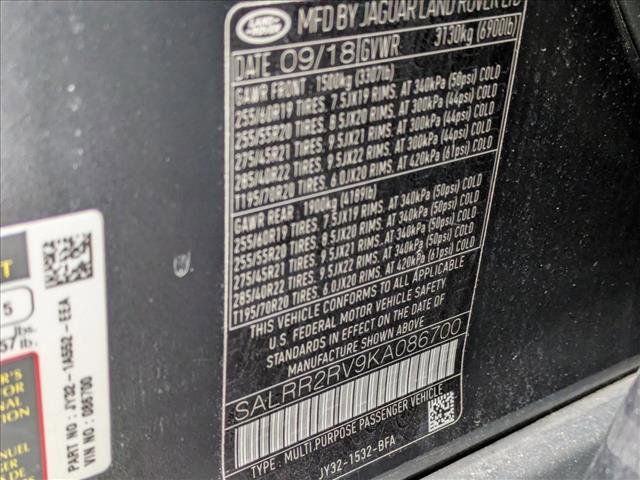 LAND ROVER
MFD BY JAGUAR LAND ROVER LTD
DATE 09/18 GVWR 3130kg (6900lb)
GAWR FRONT 1500kg (3307lb)
255/60R19 TIRES. 7.5JX19 RIMS. AT 340kPa (50psi) COLD
255/55R20 TIRES. 8.5JX20 RIMS. AT 300kPa (44psi) COLD
275/45R21 TIRES. 9.5JX21 RIMS. AT 300kPa (44psi) COLD
285/40R22 TIRES. 9.5JX22 RIMS. AT 300kPa (44psi) COLD
T195/70R20 TIRES. 6.0JX20 RIMS. AT 420kPa (61psi) COLD
GAWR REAR 1900kg (4189lb)
255/60R19 TIRES. 7.5JX19 RIMS. AT 340kPa (50psi) COLD
255/55R20 TIRES. 8.5JX20 RIMS. AT 340kPa (50psi) COLD
275/45R21 TIRES. 9.5JX21 RIMS. AT 340kPa (50psi) COLD
285/40R22 TIRES. 9.5JX22 RIMS. AT 340kPa (50psi) COLD
T195/70R20 TIRES. 6.0JX20 RIMS. AT 420kPa (61psi) COLD
THIS VEHICLE CONFORMS TO ALL APPLICABLE
U.S. FEDERAL MOTOR VEHICLE SAFETY
STANDARDS IN EFFECT ON THE DATE OF
MANUFACTURE SHOWN ABOVE
SALRR2RV9KA086700
TYPE : MULTI PURPOSE PASSENGER VEHICLE
JY32-1532-BFA
5
lbs.
PART NO : JY32-1A552-EEA
VIN NO : 086700